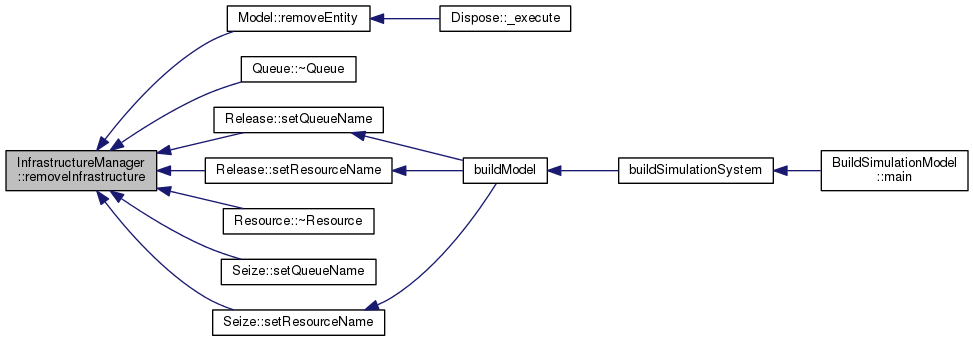 Model::removeEntity
Dispose::_execute
Queue::~Queue
Release::setQueueName
InfrastructureManager
::removeInfrastructure
Release::setResourceName
buildModel
buildSimulationSystem
BuildSimulationModel
::main
Resource::~Resource
Seize::setQueueName
Seize::setResourceName